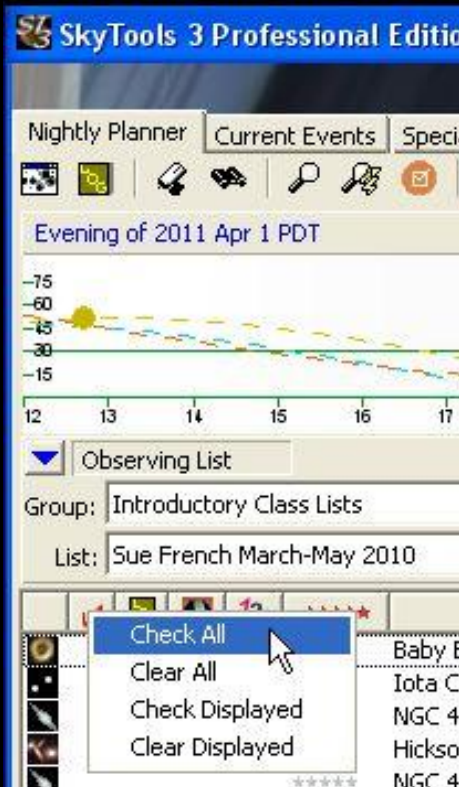 SkyTools 3 Professional Editio
Nightly Planner Current Events Speci
Evening of 2011 Apr 1 PDT
75
60
45
30
15
12 13 14 15 16 17
Observing List
Group: Introductory Class Lists
List: Sue French March-May 2010
Check All
Clear All
Check Displayed
Clear Displayed
Baby E
Iota C
NGC 4
Hickso
NGC 4